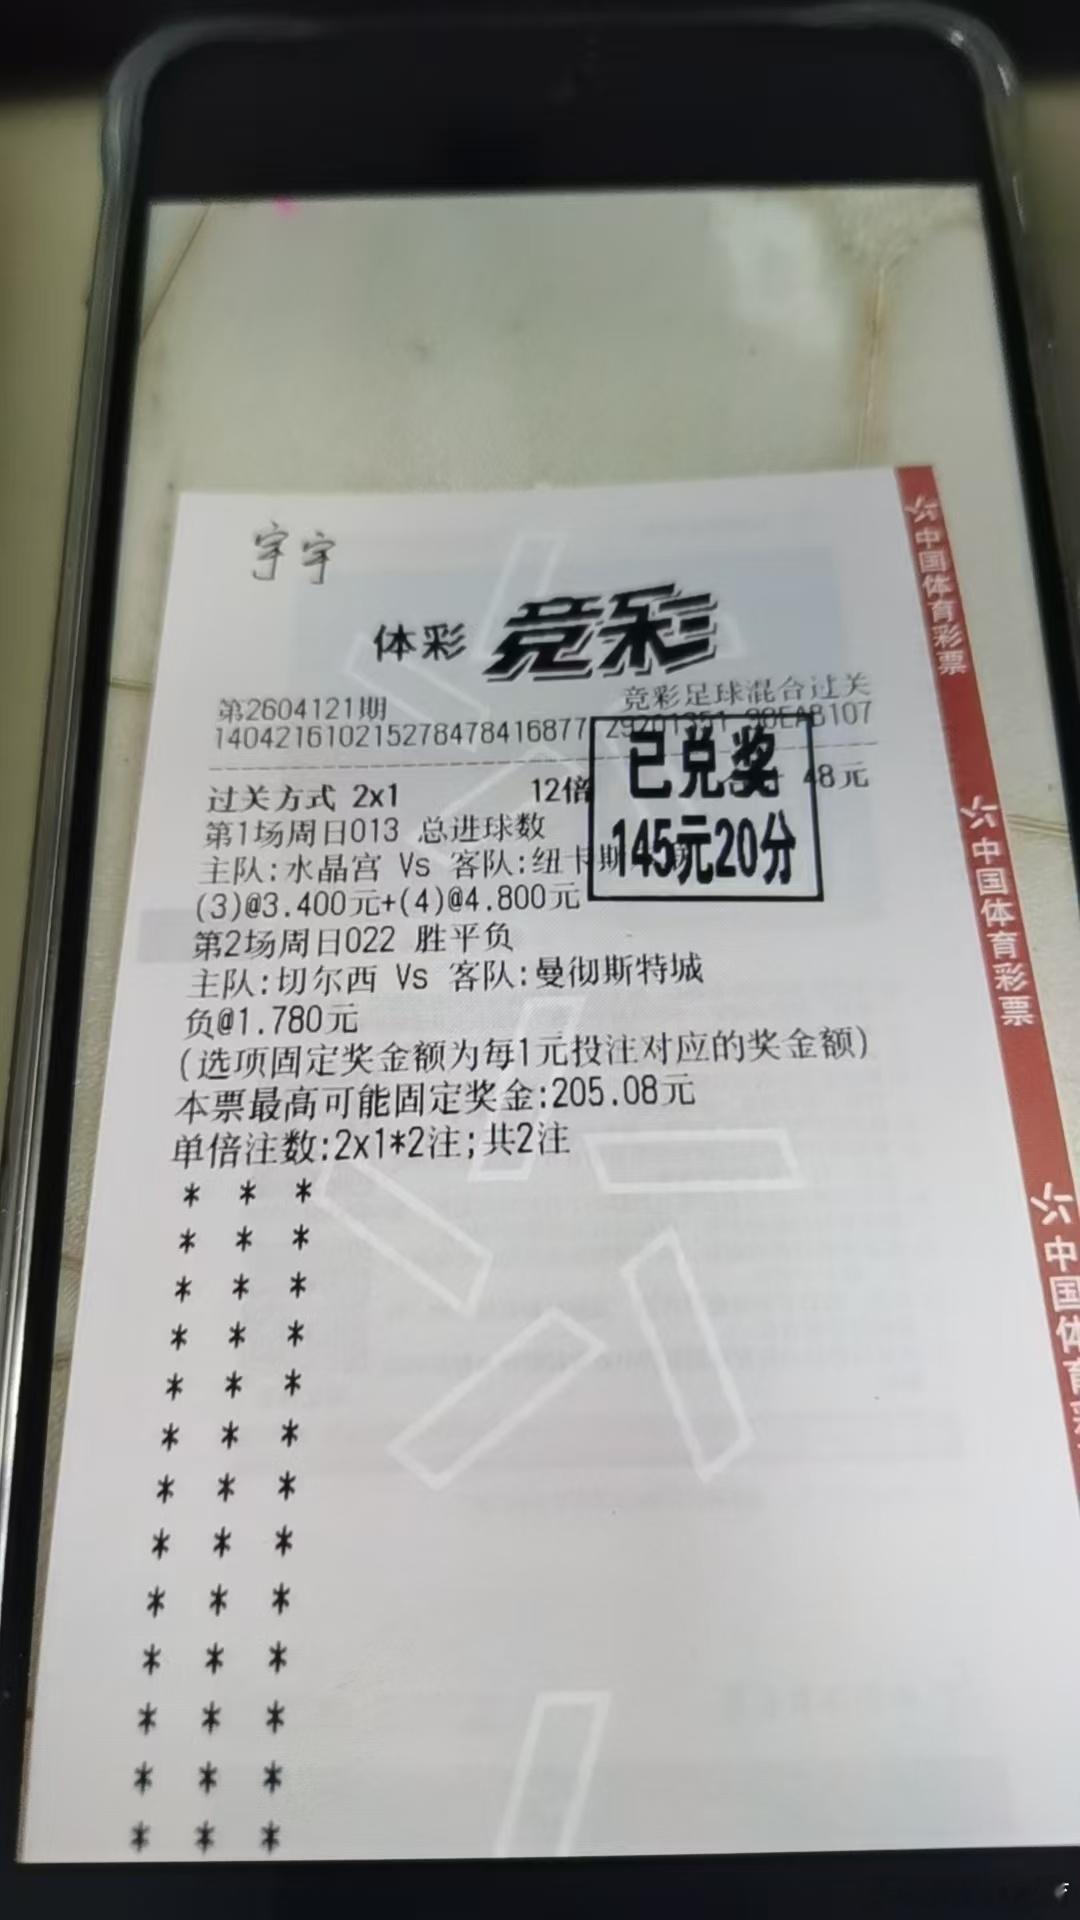 宇宇
体彩 竞彩
第2604121期 竞彩足球混合过关
140421610215278478416877 29201351 90EAB107
过关方式 2x1 12倍 48元
已兑奖
145元20分
第1场周日013 总进球数
主队:水晶宫 Vs 客队:纽卡斯
(3)@3.400元+(4)@4.800元
第2场周日022 胜平负
主队:切尔西 Vs 客队:曼彻斯特城
负@1.780元
(选项固定奖金额为每1元投注对应的奖金额)
本票最高可能固定奖金:205.08元
单倍注数:2x1*2注;共2注
* * *
* * *
* * *
* * *
* * *
* * *
* * *
* * *
* * *
* * *
* * *
* * *
* * *
中国体育彩票
中国体育彩票
中国体育彩